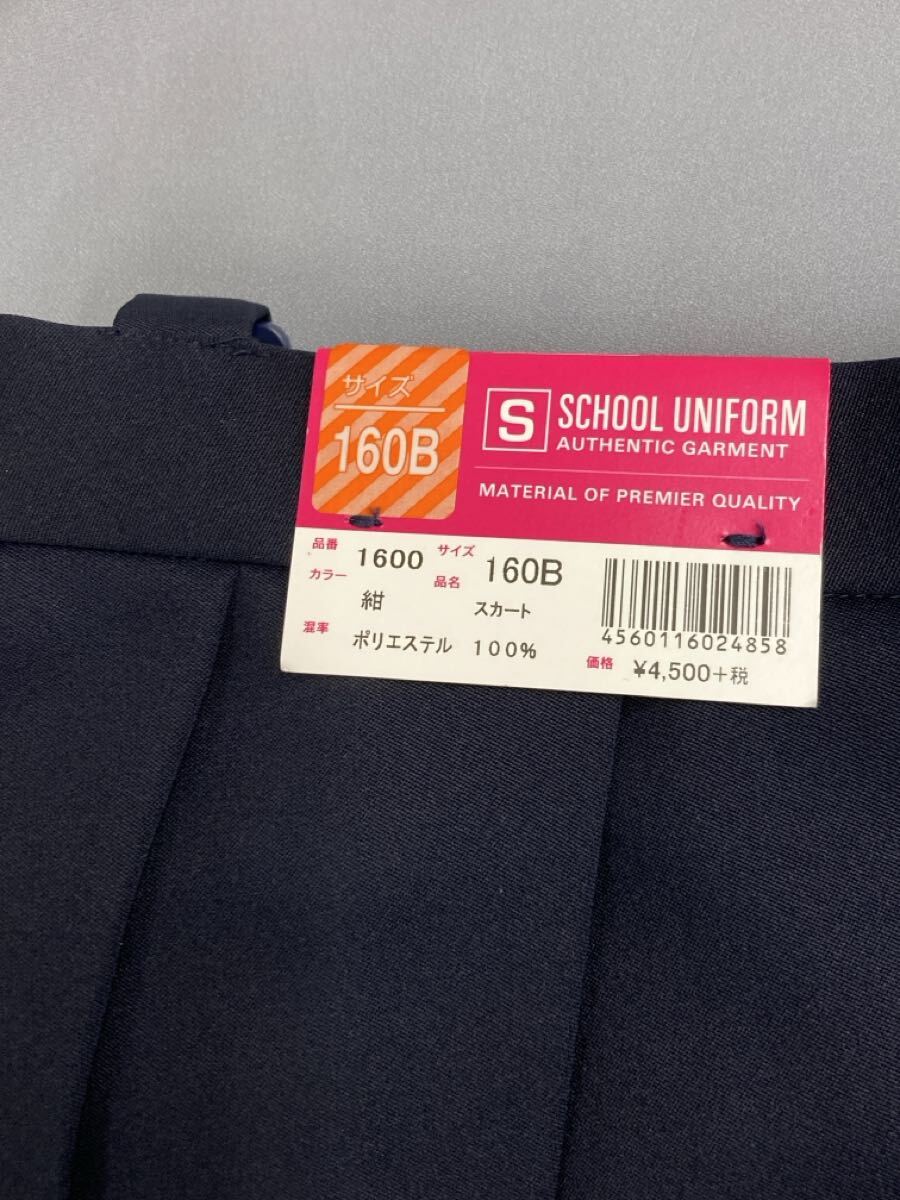 サイズ
160B
S SCHOOL UNIFORM
AUTHENTIC GARMENT
MATERIAL OF PREMIER QUALITY
品番 1600 サイズ 160B
カラー 紺 品名 スカート
混率 ポリエステル 100%
4560116024858
価格 ¥4,500+税